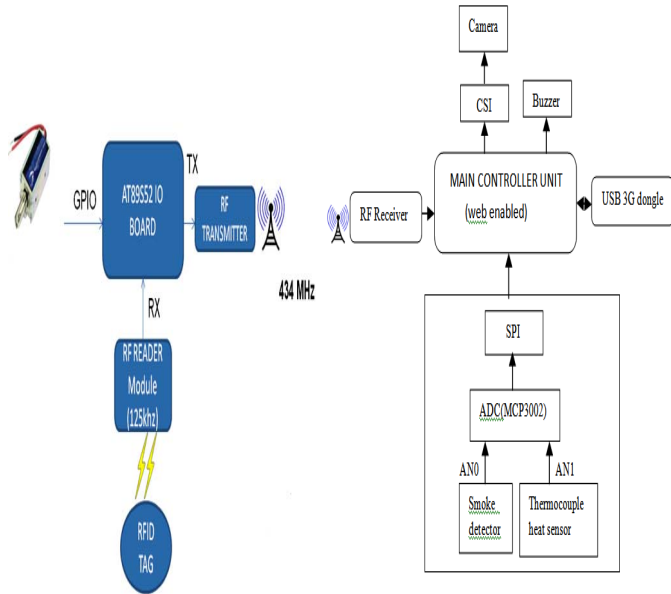 GPIO
AT89S52 IO
BOARD
TX
RF
TRANSMITTER
434 MHz
RX
RF READER
Module
(125khz)
RFID
TAG
Camera
CSI
Buzzer
MAIN CONTROLLER UNIT
(web enabled)
RF Receiver
USB 3G dongle
SPI
ADC(MCP3002)
AN0
AN1
Smoke
detector
Thermocouple
heat sensor